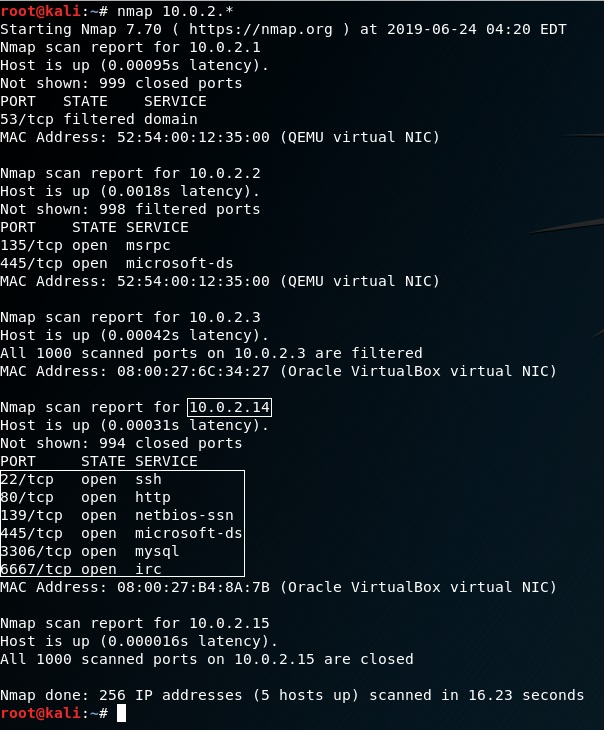 root@kali:~# nmap 10.0.2.*
Starting Nmap 7.70 ( https://nmap.org ) at 2019-06-24 04:20 EDT
Nmap scan report for 10.0.2.1
Host is up (0.00095s latency).
Not shown: 999 closed ports
PORT   STATE    SERVICE
53/tcp filtered domain
MAC Address: 52:54:00:12:35:00 (QEMU virtual NIC)

Nmap scan report for 10.0.2.2
Host is up (0.0018s latency).
Not shown: 998 filtered ports
PORT    STATE SERVICE
135/tcp open  msrpc
445/tcp open  microsoft-ds
MAC Address: 52:54:00:12:35:00 (QEMU virtual NIC)

Nmap scan report for 10.0.2.3
Host is up (0.00042s latency).
All 1000 scanned ports on 10.0.2.3 are filtered
MAC Address: 08:00:27:6C:34:27 (Oracle VirtualBox virtual NIC)

Nmap scan report for 10.0.2.14
Host is up (0.00031s latency).
Not shown: 994 closed ports
PORT     STATE SERVICE
22/tcp   open  ssh
80/tcp   open  http
139/tcp  open  netbios-ssn
445/tcp  open  microsoft-ds
3306/tcp open  mysql
6667/tcp open  irc
MAC Address: 08:00:27:B4:8A:7B (Oracle VirtualBox virtual NIC)

Nmap scan report for 10.0.2.15
Host is up (0.000016s latency).
All 1000 scanned ports on 10.0.2.15 are closed

Nmap done: 256 IP addresses (5 hosts up) scanned in 16.23 seconds
root@kali:~#